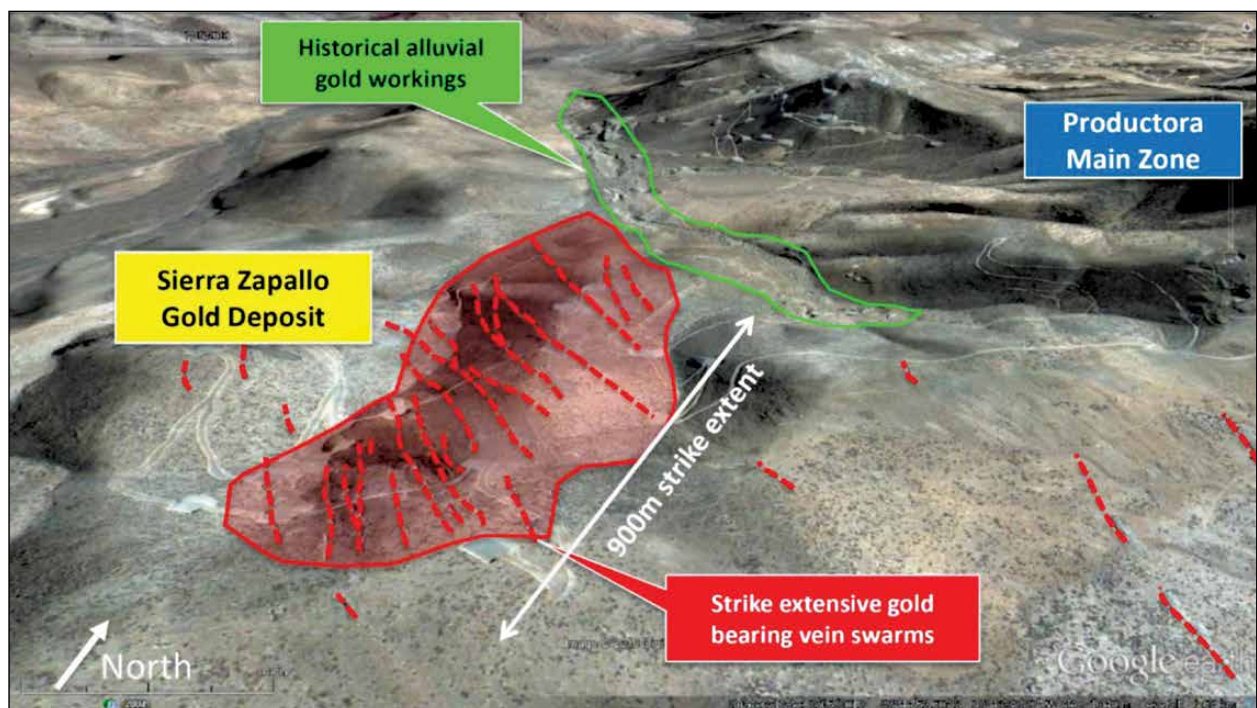 Historical alluvial
gold workings
Productora
Main Zone
Sierra Zapallo
Gold Deposit
900m strike extent
Strike extensive gold
bearing vein swarms
North
Google earth